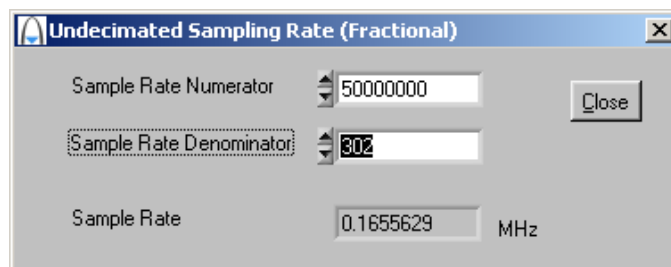 Undecimated Sampling Rate (Fractional)
Sample Rate Numerator 50000000
Close
Sample Rate Denominator 302
Sample Rate 0.1655629 MHz